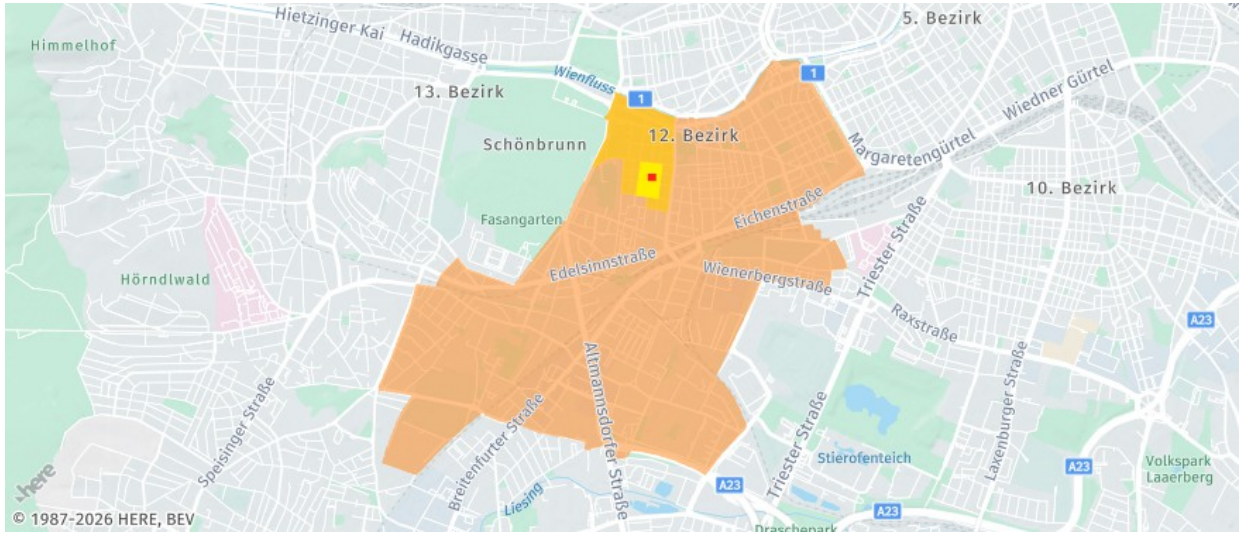 Himmelhof
Hietzinger Kai
Hadikgasse
5. Bezirk
Wienfluss
1
1
13. Bezirk
Schönbrunn
12. Bezirk
Margaretengürtel
Wiedner Gürtel
10. Bezirk
Fasangarten
Eichenstraße
Edelsinnstraße
Wienerbergstraße
Triester Straße
Hörndlwald
Raxstraße
A23
Altmannsdorfer Straße
Laxenburger Straße
Speisinger Straße
Breitenfurter Straße
Triester Straße
Stierofenteich
Volkspark
Laaerberg
A23
A23
Liesing
A23
Draschepark
here
© 1987-2026 HERE, BEV